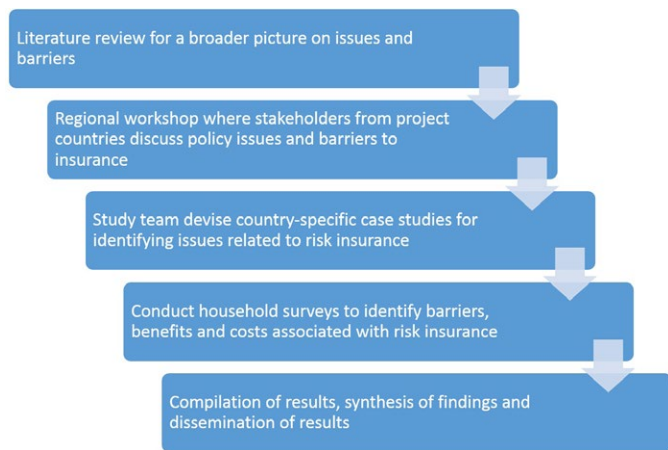 Literature review for a broader picture on issues and
barriers
Regional workshop where stakeholders from project
countries discuss policy issues and barriers to
insurance
Study team devise country-specific case studies for
identifying issues related to risk insurance
Conduct household surveys to identify barriers,
benefits and costs associated with risk insurance
Compilation of results, synthesis of findings and
dissemination of results